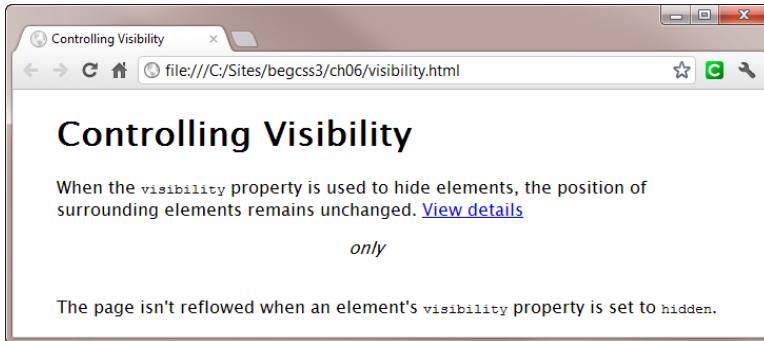 Controlling Visibility
file:///C:/Sites/begcss3/ch06/visibility.html
Controlling Visibility
When the visibility property is used to hide elements, the position of
surrounding elements remains unchanged. View details
only
The page isn't reflowed when an element's visibility property is set to hidden.